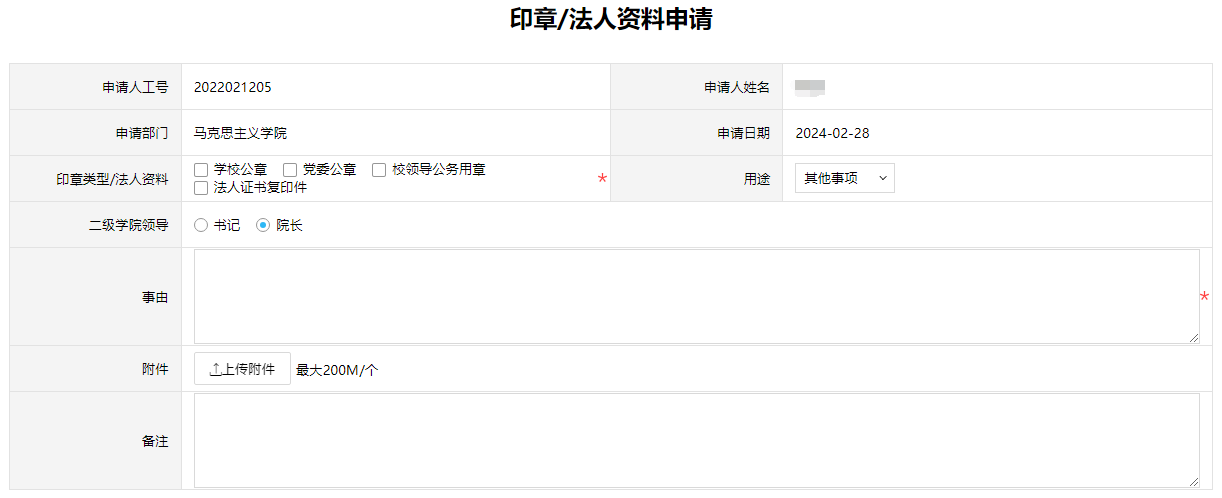 印章/法人资料申请
申请人工号 2022021205 申请人姓名
申请部门 马克思主义学院 申请日期 2024-02-28
印章类型/法人资料 学校公章 党委公章 校领导公务用章 * 用途 其他事项
法人证书复印件
二级学院领导 书记 院长
事由 *
附件 上传附件 最大200M/个
备注